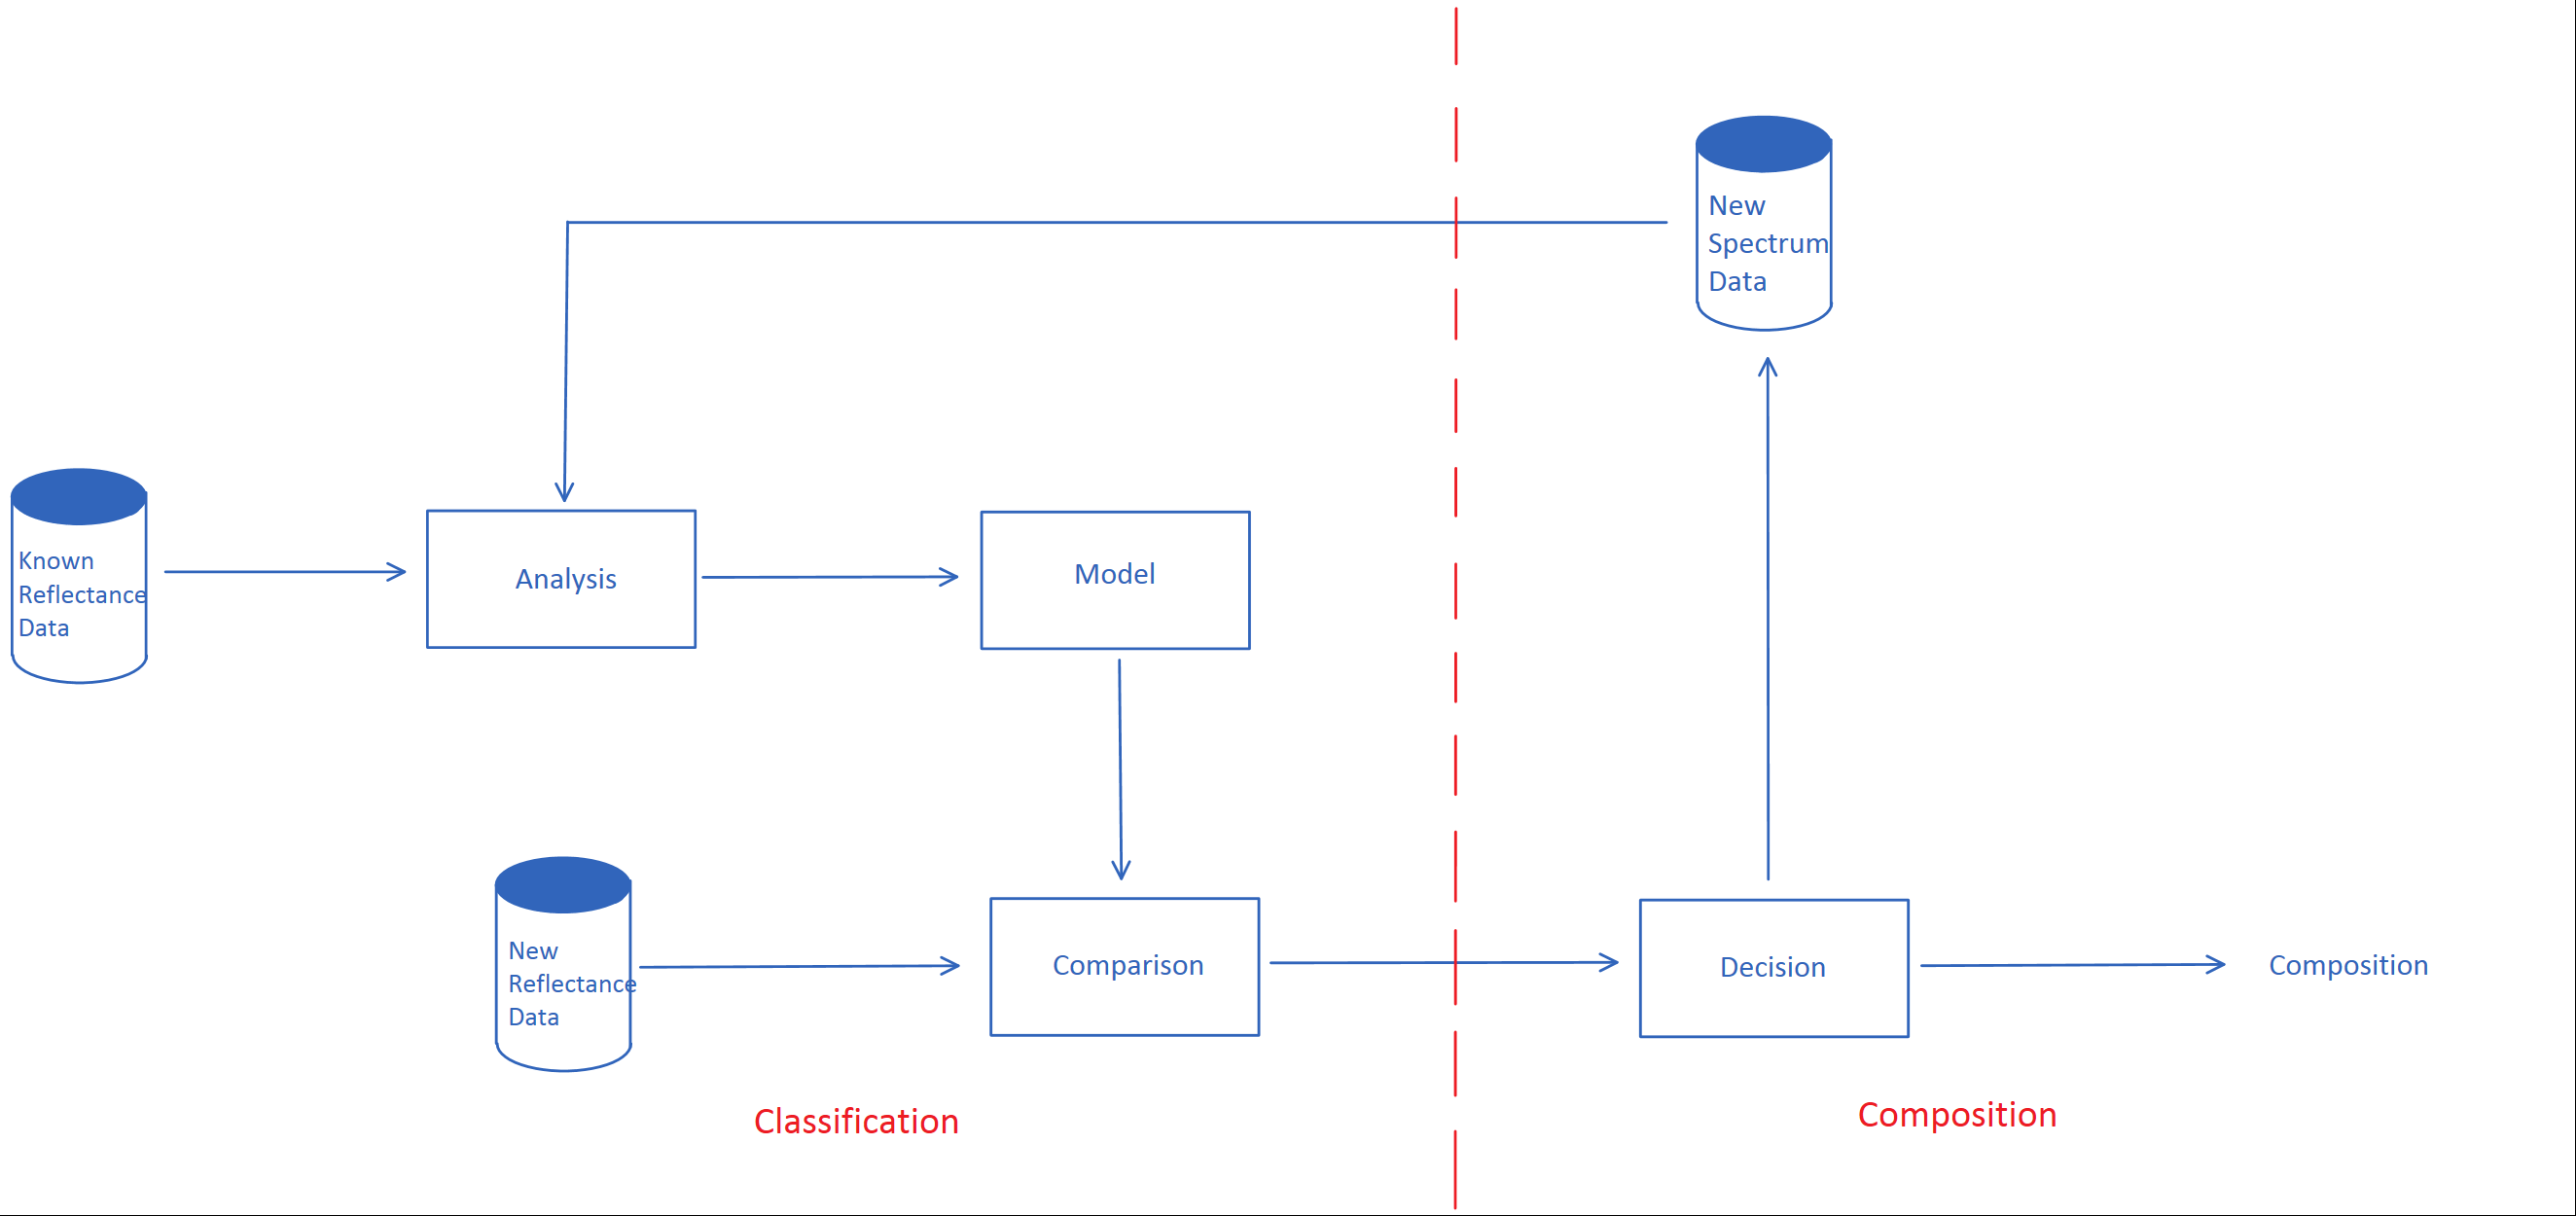 New
Spectrum
Data
Known
Reflectance
Data
Analysis
Model
New
Reflectance
Data
Comparison
Decision
Composition
Classification
Composition